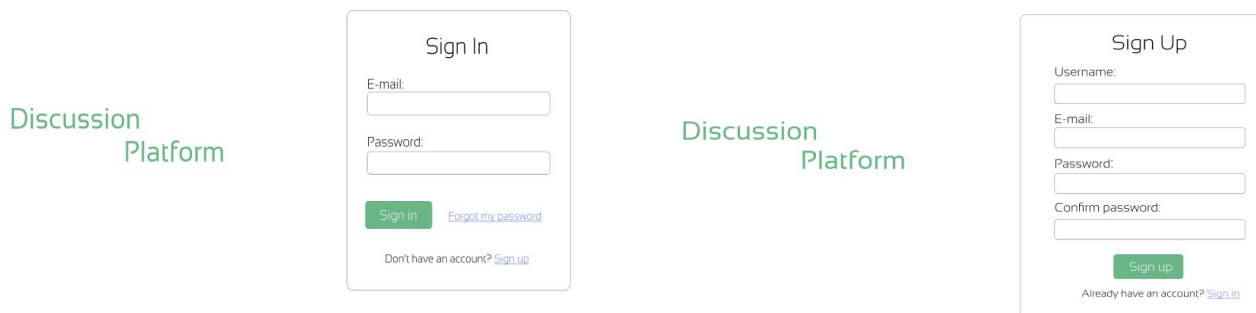 Discussion
Platform
Sign In
E-mail:
Password:
Sign in Forgot my password
Don't have an account? Sign up
Discussion
Platform
Sign Up
Username:
E-mail:
Password:
Confirm password:
Sign up
Already have an account? Sign in